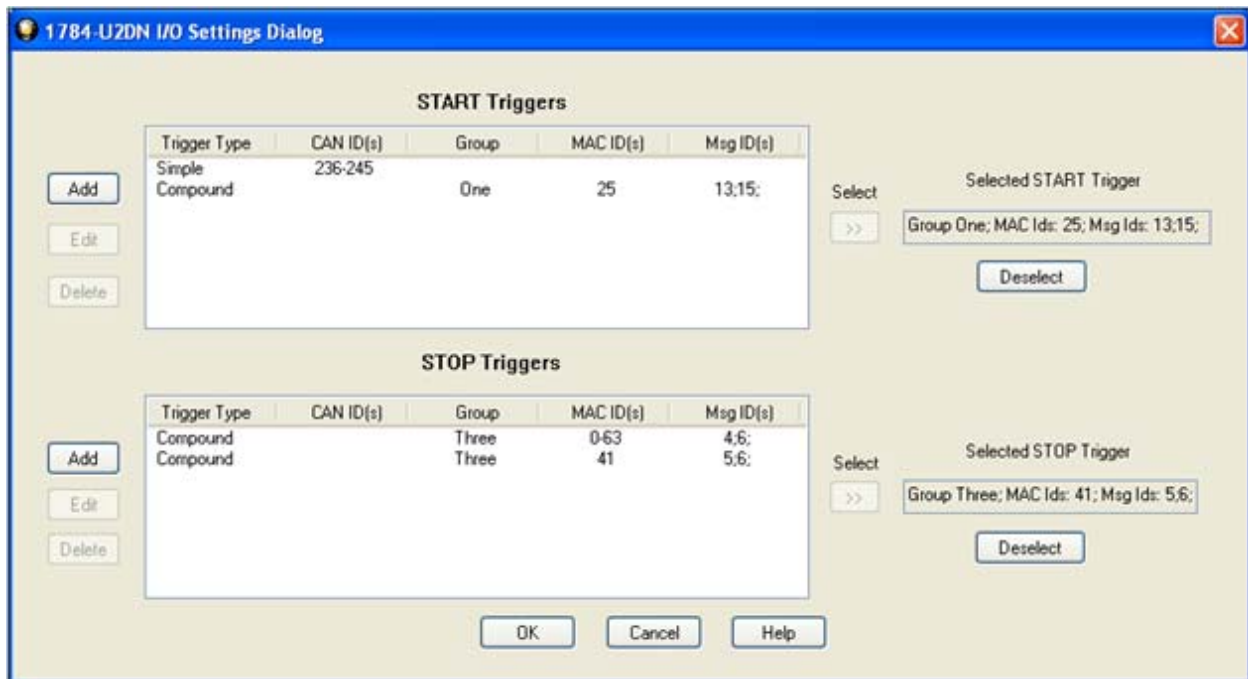 1784-U2DN I/O Settings Dialog
START Triggers
Trigger Type CAN ID(s) Group MAC ID(s) Msg ID(s)
Simple 236-245
Compound One 25 13;15;
Add
Edit
Delete
Select
>>
Selected START Trigger
Group One; MAC Ids: 25; Msg Ids: 13;15;
Deselect
STOP Triggers
Trigger Type CAN ID(s) Group MAC ID(s) Msg ID(s)
Compound Three 0-63 4;6;
Compound Three 41 5;6;
Add
Edit
Delete
Select
>>
Selected STOP Trigger
Group Three; MAC Ids: 41; Msg Ids: 5;6;
Deselect
OK Cancel Help